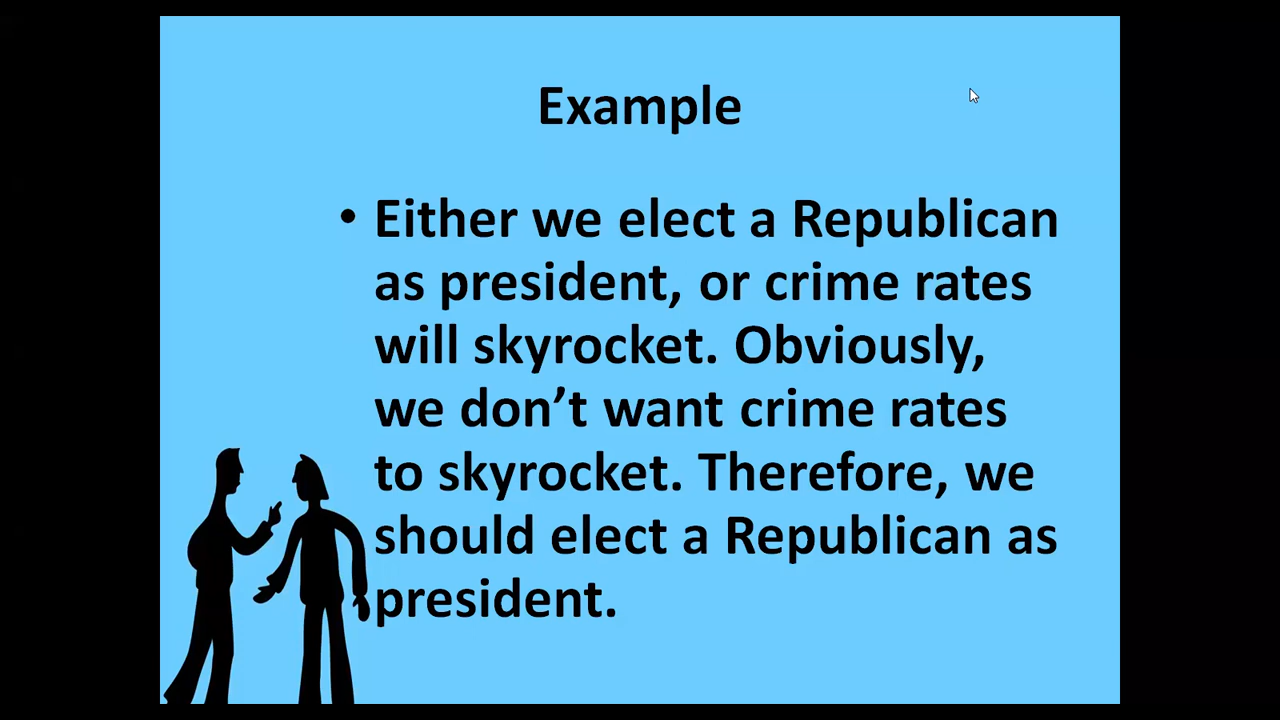 Example
• Either we elect a Republican
as president, or crime rates
will skyrocket. Obviously,
we don’t want crime rates
to skyrocket. Therefore, we
should elect a Republican as
president.